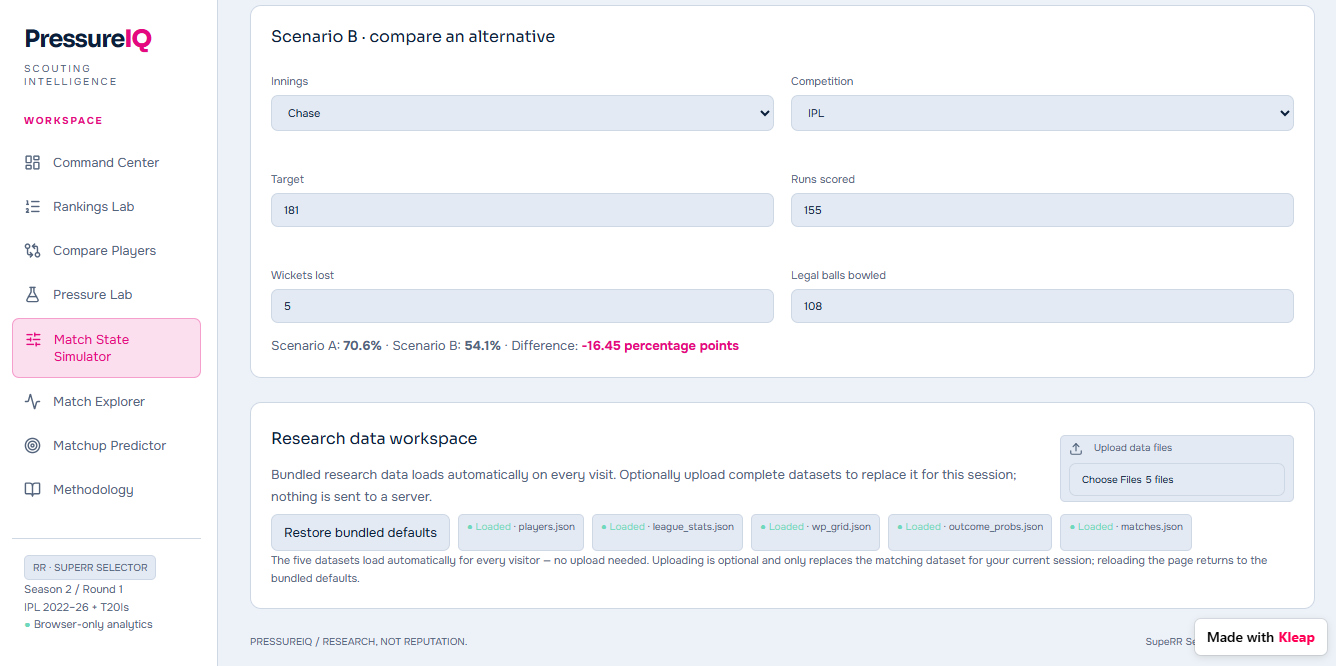 PressureIQ
SCOUTING
INTELLIGENCE
WORKSPACE
Command Center
Rankings Lab
Compare Players
Pressure Lab
Match State
Simulator
Match Explorer
Matchup Predictor
Methodology
RR · SUPERR SELECTOR
Season 2 / Round 1
IPL 2022–26 + T20Is
Browser-only analytics
Scenario B · compare an alternative
Innings
Competition
Chase
IPL
Target
Runs scored
181
155
Wickets lost
Legal balls bowled
5
108
Scenario A: 70.6% · Scenario B: 54.1% · Difference: -16.45 percentage points
Research data workspace
Upload data files
Choose Files 5 files
Bundled research data loads automatically on every visit. Optionally upload complete datasets to replace it for this session;
nothing is sent to a server.
Restore bundled defaults
Loaded · players.json
Loaded · league_stats.json
Loaded · wp_grid.json
Loaded · outcome_probs.json
Loaded · matches.json
The five datasets load automatically for every visitor — no upload needed. Uploading is optional and only replaces the matching dataset for your current session; reloading the page returns to the
bundled defaults.
PRESSUREIQ / RESEARCH, NOT REPUTATION.
SupeRR
Made with Kleap